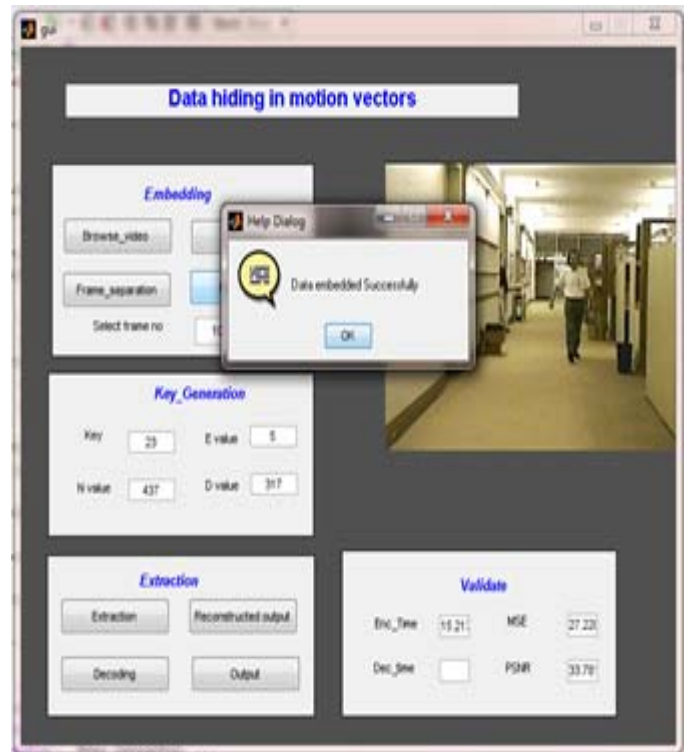 gui
Data hiding in motion vectors
Embedding
Browse_video
Frame_separation
Select frame no
Help Dialog
Data embedded Successfully
OK
Key_Generation
Key 23 E value 5
N value 437 D value 317
Extraction
Extraction Reconstructed output
Decoding Output
Validate
Enc_Time 15.21 MSE 27.22
Dec_time PSNR 33.78